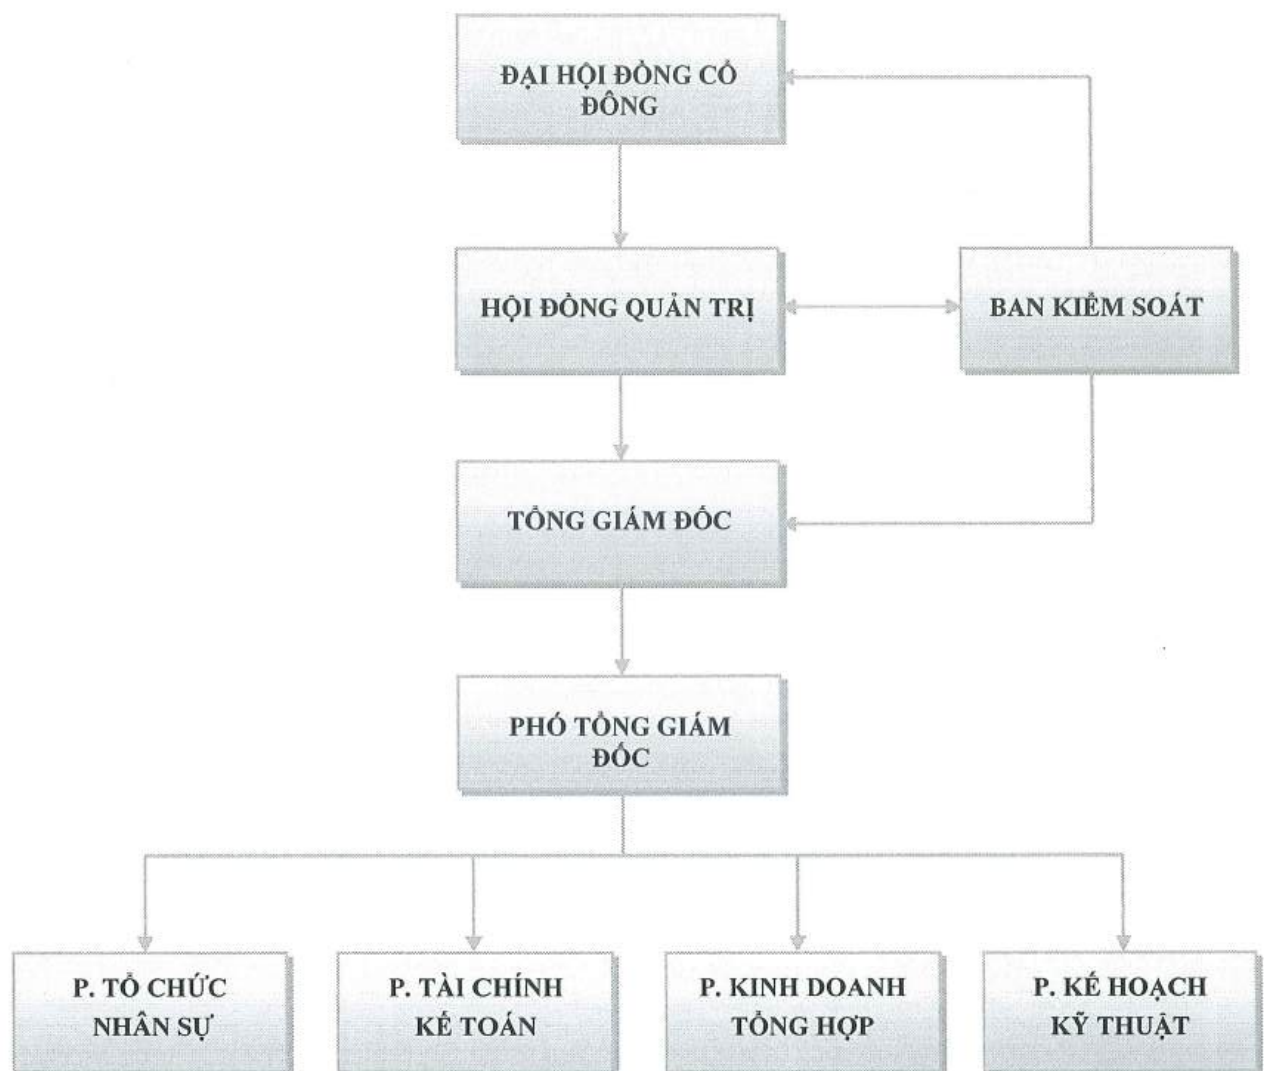 ĐẠI HỘI ĐỒNG CỔ
ĐÔNG
HỘI ĐỒNG QUẢN TRỊ
BAN KIỂM SOÁT
TỔNG GIÁM ĐỐC
PHÓ TỔNG GIÁM
ĐỐC
P. TỔ CHỨC
NHÂN SỰ
P. TÀI CHÍNH
KẾ TOÁN
P. KINH DOANH
TỔNG HỢP
P. KẾ HOẠCH
KỸ THUẬT